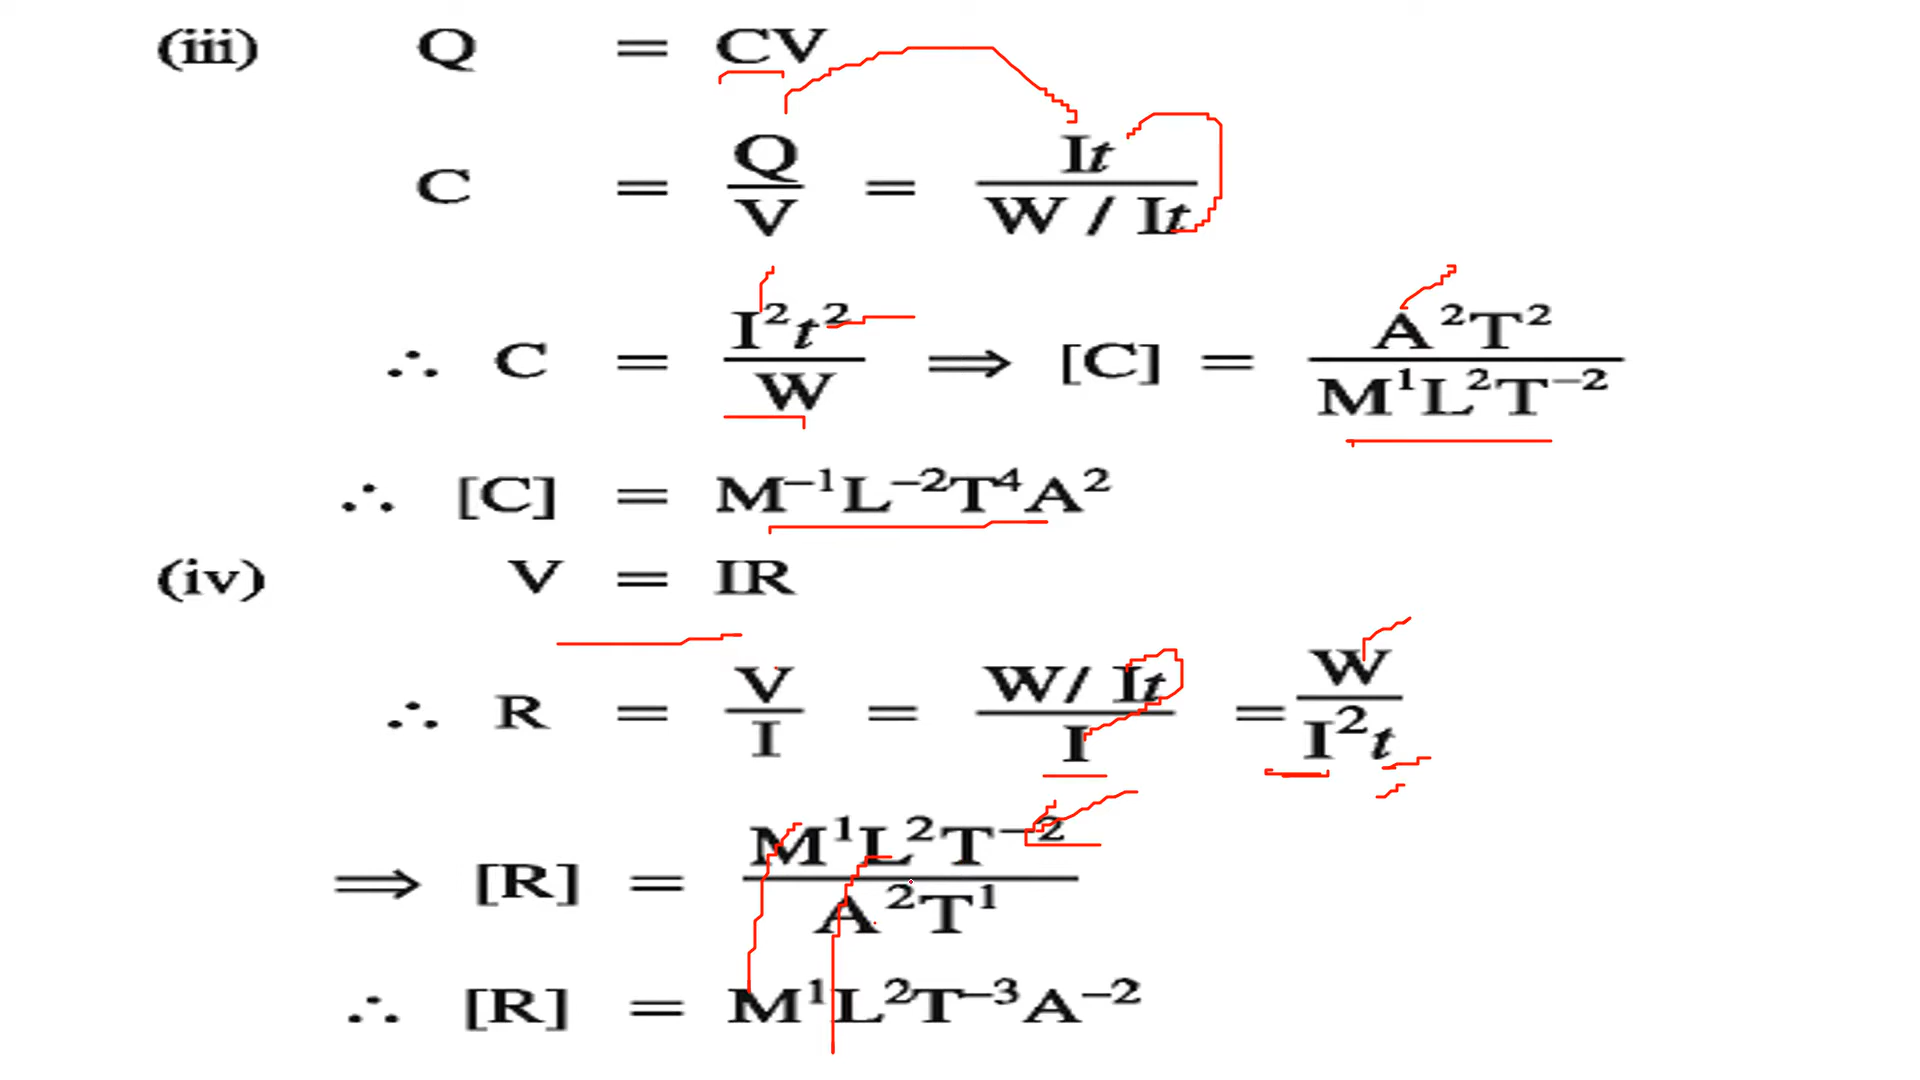 (iii) Q = CV
C = Q/V = It / (W / It)
∴ C = I²t²/W ⟹ [C] = A²T² / M¹L²T⁻²
∴ [C] = M⁻¹L⁻²T⁴A²
(iv) V = IR
∴ R = V/I = (W/ It)/I = W/I²t
⟹ [R] = M¹L²T⁻² / A²T¹
∴ [R] = M¹L²T⁻³A⁻²